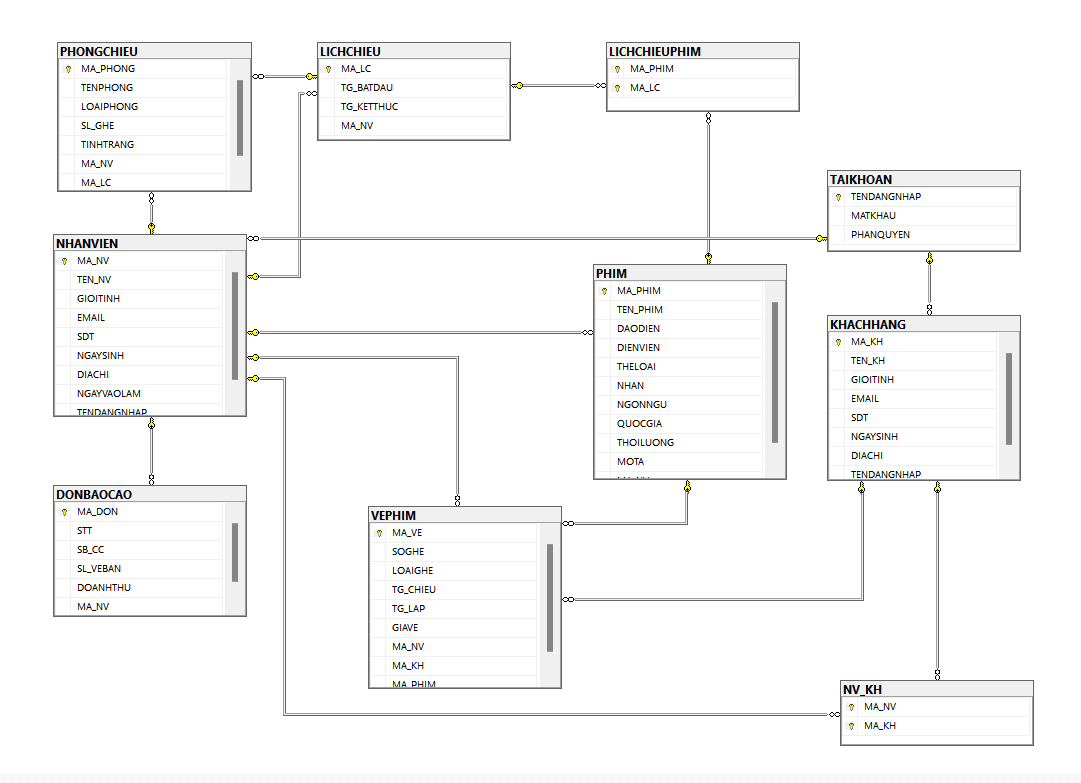 PHONGCHIEU
MA_PHONG
TENPHONG
LOAIPHONG
SL_GHE
TINHTRANG
MA_NV
MA_LC
LICHCHIEU
MA_LC
TG_BATDAU
TG_KETTHUC
MA_NV
LICHCHIEUPHIM
MA_PHIM
MA_LC
TAIKHOAN
TENDANGNHAP
MATKHAU
PHANQUYEN
NHANVIEN
MA_NV
TEN_NV
GIOITINH
EMAIL
SDT
NGAYSINH
DIACHI
NGAYVAOLAM
TENDANGNHAP
PHIM
MA_PHIM
TEN_PHIM
DAODIEN
DIENVIEN
THELOAI
NHAN
NGONNGU
QUOCGIA
THOILUONG
MOTA
KHACHHANG
MA_KH
TEN_KH
GIOITINH
EMAIL
SDT
NGAYSINH
DIACHI
TENDANGNHAP
DONBAOCAO
MA_DON
STT
SB_CC
SL_VEBAN
DOANHTHU
MA_NV
VEPHIM
MA_VE
SOGHE
LOAIGHE
TG_CHIEU
TG_LAP
GIAVE
MA_NV
MA_KH
MA_PHIM
NV_KH
MA_NV
MA_KH